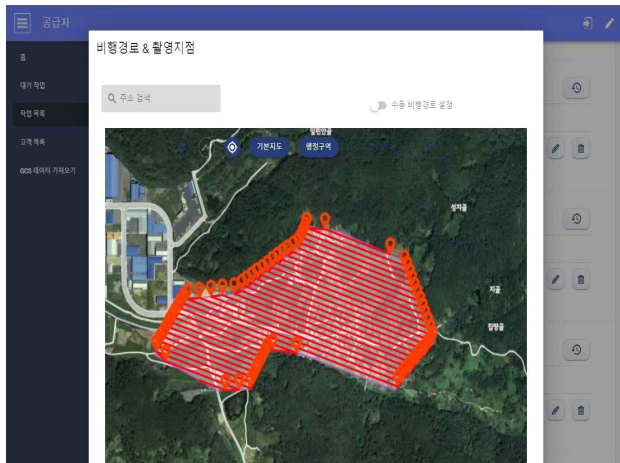 공급자
홈
대기 작업
작업 목록
고객 목록
GCS 데이터 가져오기
비행경로 & 촬영지점
주소 검색
수동 비행경로 설정
기본지도
행정구역
성지골
지골